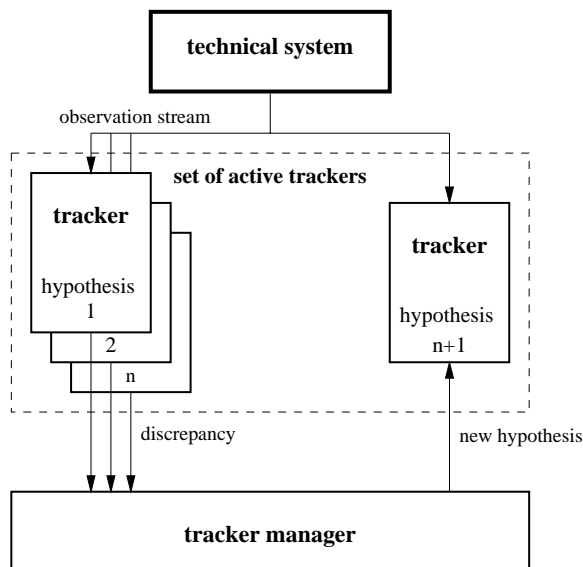 technical system
observation stream
set of active trackers
tracker
hypothesis
1
2
n
tracker
hypothesis
n+1
discrepancy
new hypothesis
tracker manager